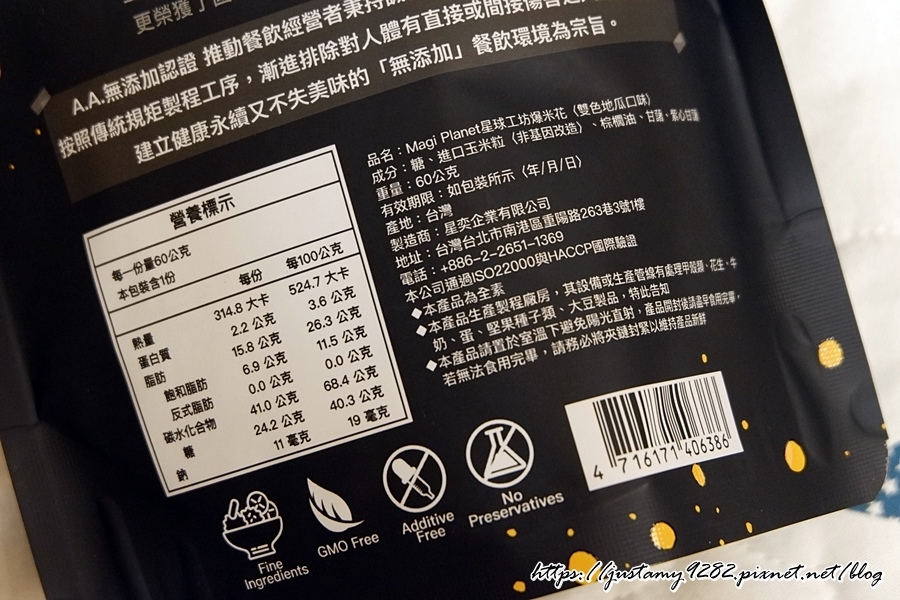 更榮獲了
A.A.無添加認證 推動餐飲經營者秉持
按照傳統規矩製程工序，漸進排除對人體有直接或間接傷害
建立健康永續又不失美味的「無添加」餐飲環境為宗旨。
品名：Magi Planet星球工坊爆米花（雙色地瓜口味）
成分：糖、進口玉米粒（非基因改造）、棕櫚油、甘藷、紫心甘藷
重量：60公克
有效期限：如包裝所示（年/月/日）
產地：台灣
製造商：星奕企業有限公司
地址：台灣台北市南港區重陽路263巷3號1樓
電話：+886-2-2651-1369
本公司通過ISO22000與HACCP國際驗證
◆本產品為全素
◆本產品生產製程廠房，其設備或生產管線有處理甲殼類、花生、牛
奶、蛋、堅果種子類、大豆製品，特此告知
◆本產品請置於室溫下避免陽光直射，產品開封後請盡早食用完畢，
若無法食用完畢，請務必將夾鏈封緊以維持產品新鮮
營養標示
每一份量60公克
本包裝含1份
每份 每100公克
熱量 314.8 大卡 524.7 大卡
蛋白質 2.2 公克 3.6 公克
脂肪 15.8 公克 26.3 公克
飽和脂肪 6.9 公克 11.5 公克
反式脂肪 0.0 公克 0.0 公克
碳水化合物 41.0 公克 68.4 公克
糖 24.2 公克 40.3 公克
鈉 11 毫克 19 毫克
Fine
Ingredients
GMO Free
Additive
Free
No
Preservatives
4 716171 406386
https://justamy9282.pixnet.net/blog